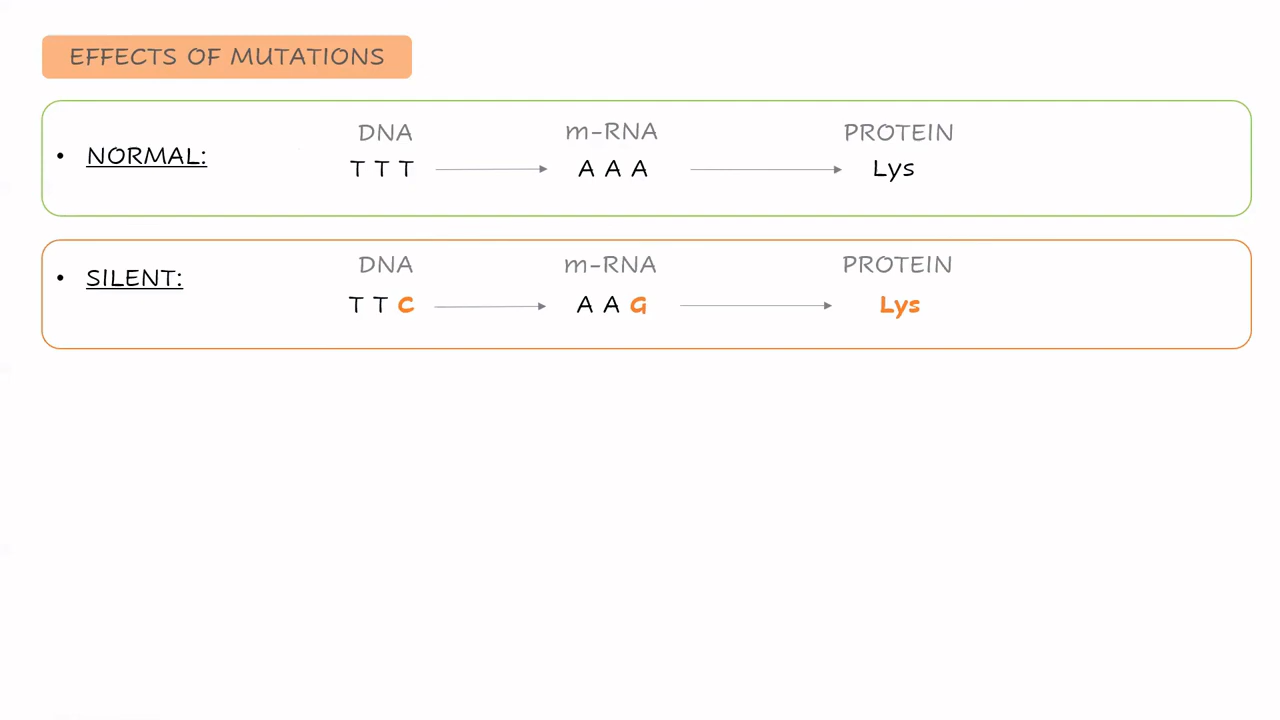 EFFECTS OF MUTATIONS
DNA m-RNA PROTEIN
• NORMAL: T T T A A A Lys
DNA m-RNA PROTEIN
• SILENT: T T C A A G Lys